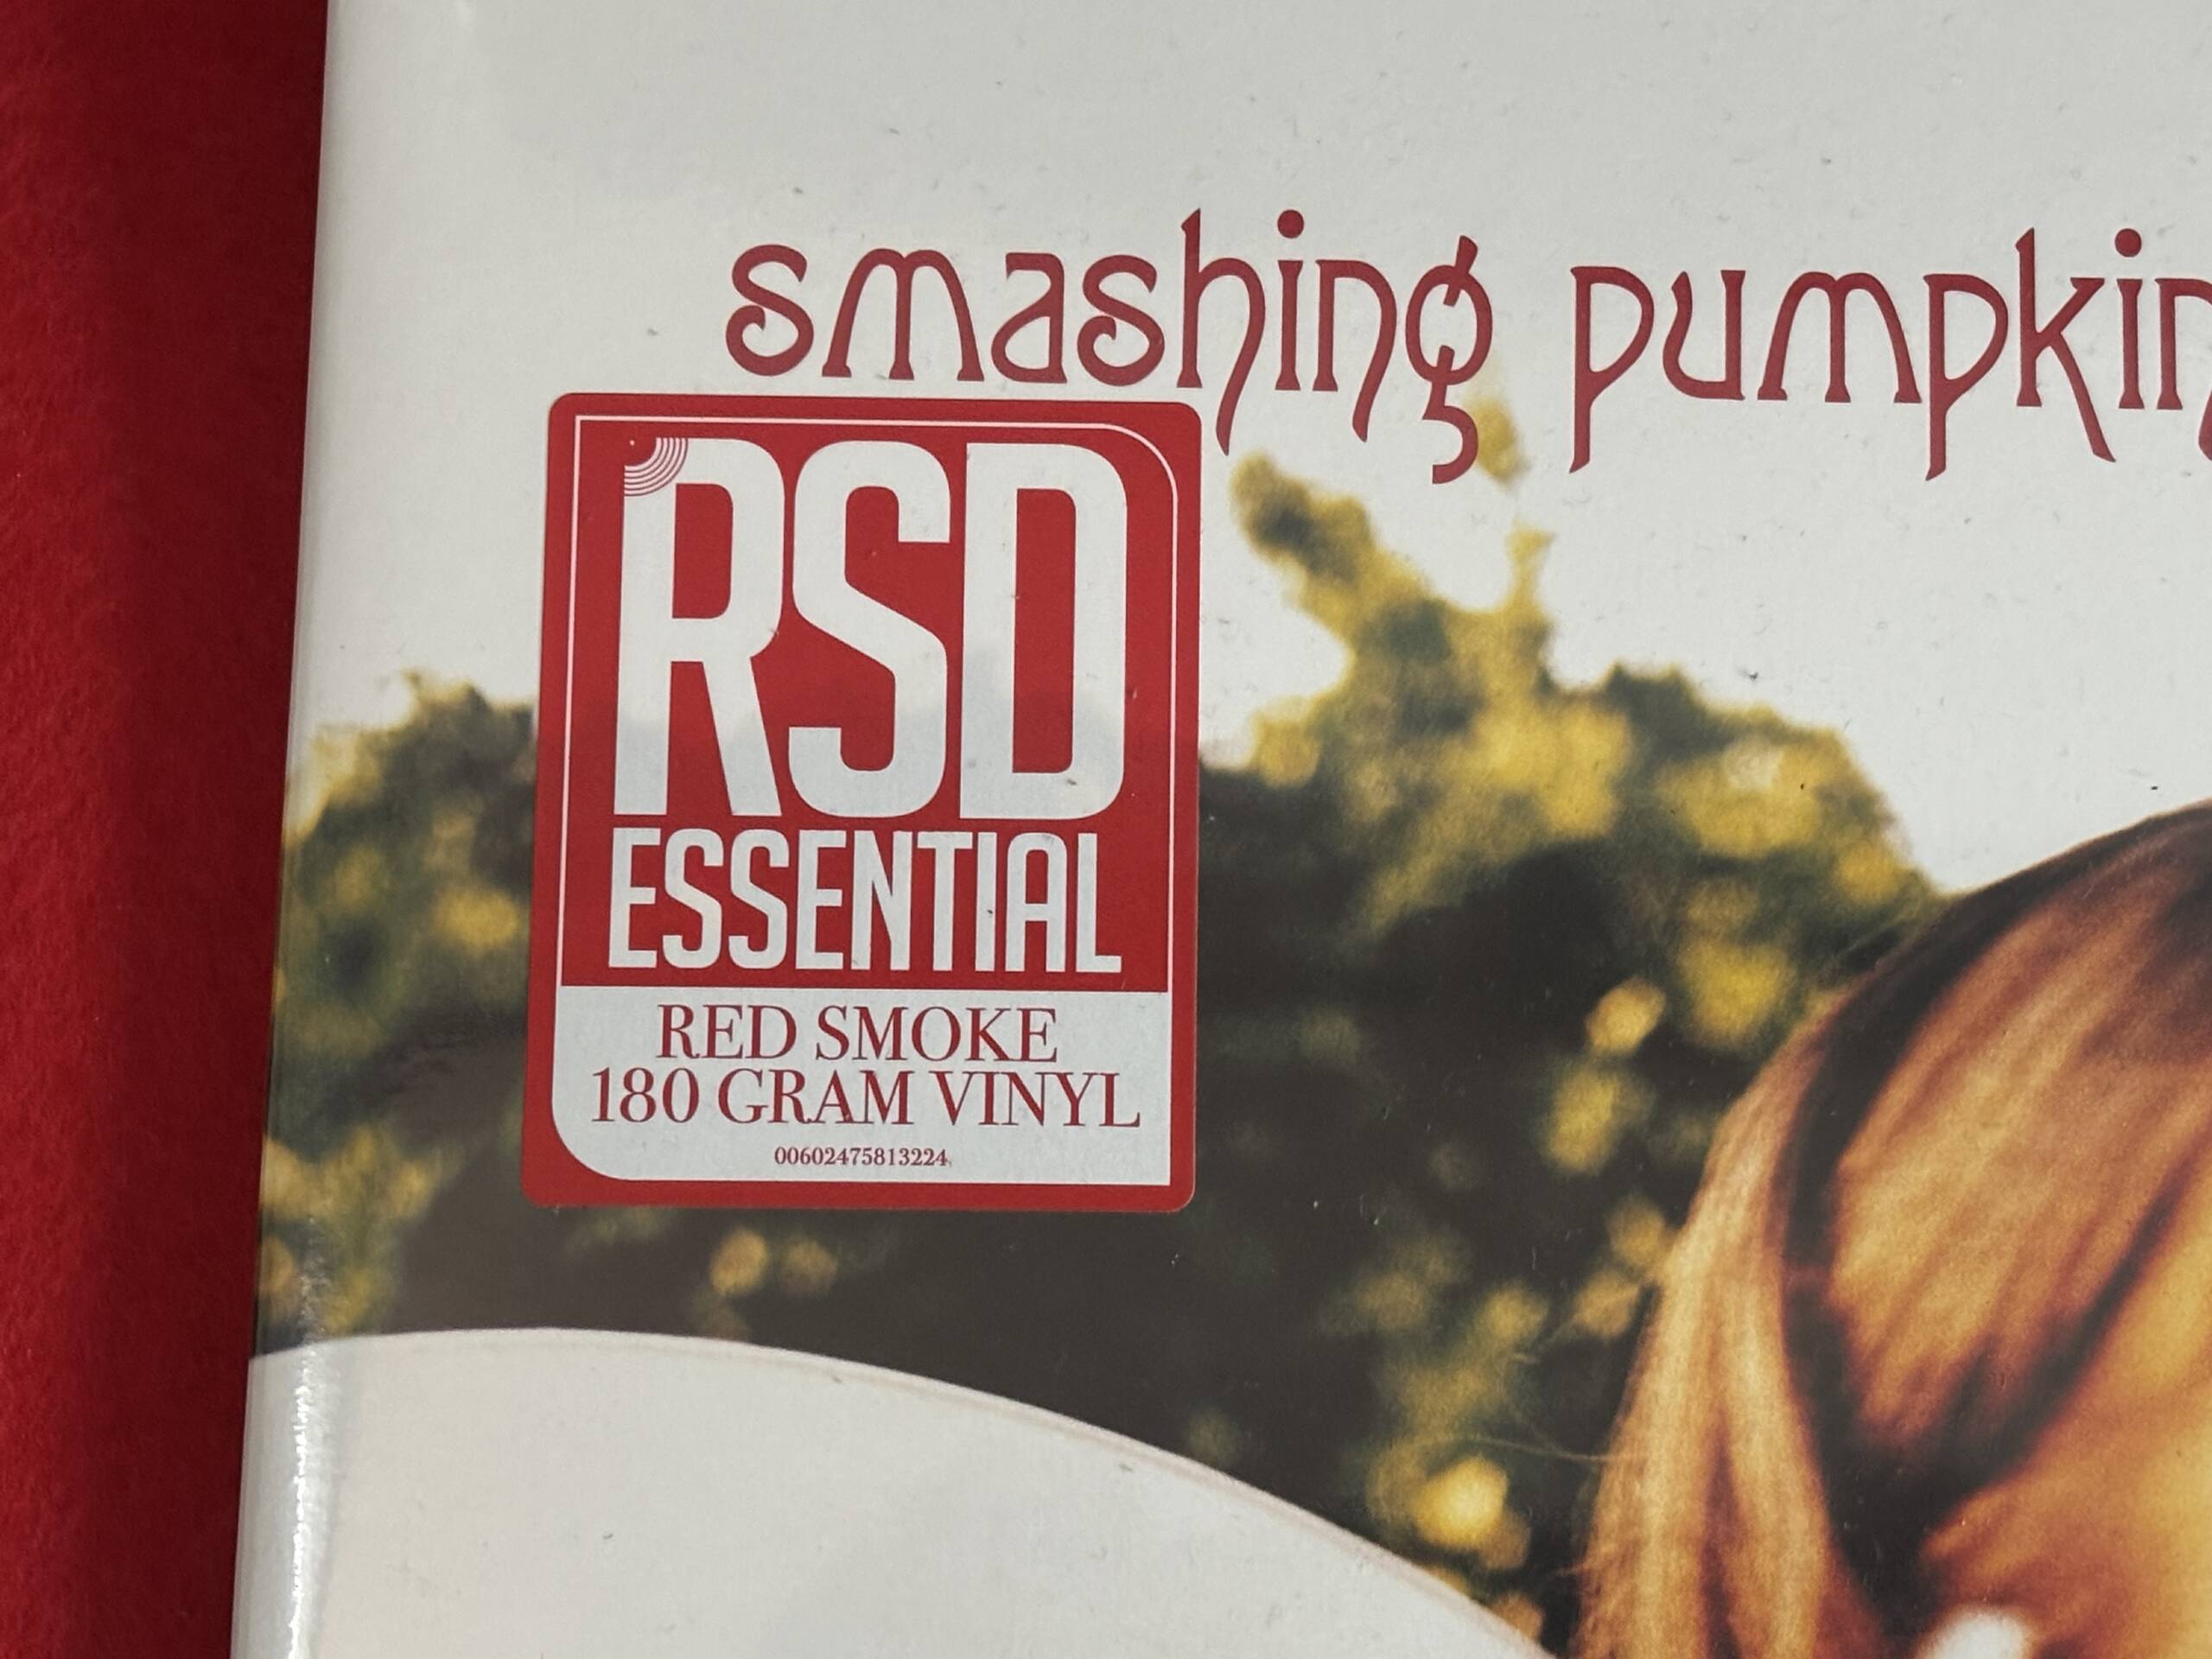 smashing pumpkin
RSD
ESSENTIAL
RED SMOKE
180 GRAM VINYL
00602475813224